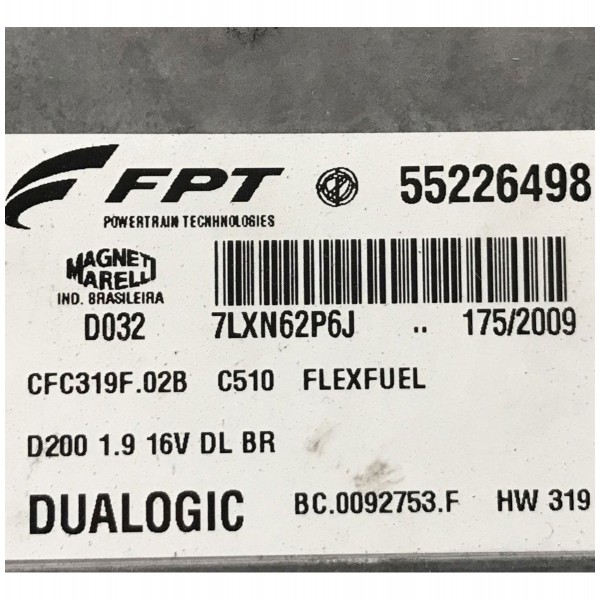 FPT 55226498
POWERTRAIN TECNHNOLOGIES
MAGNETI
MARELLI
IND. BRASILEIRA
D032 7LXN62P6J .. 175/2009
CFC319F.02B C510 FLEXFUEL
D200 1.9 16V DL BR
DUALOGIC BC.0092753.F HW 319